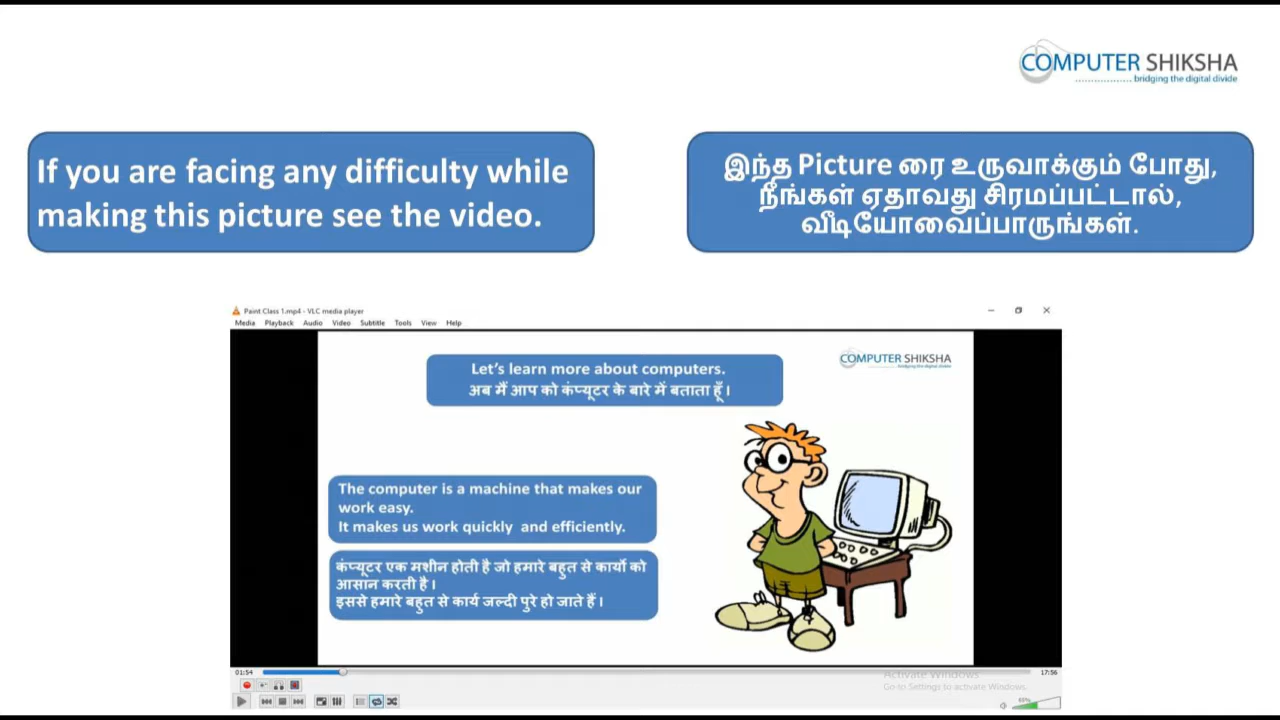 COMPUTER SHIKSHA
bridging the digital divide
If you are facing any difficulty while
making this picture see the video.
இந்த Picture ரை உருவாக்கும் போது,
நீங்கள் ஏதாவது சிரமப்பட்டால்,
வீடியோவைப்பாருங்கள்.
Paint Class 1.mp4 - VLC media player
Media Playback Audio Video Subtitle Tools View Help
Let's learn more about computers.
अब मैं आप को कंप्यूटर के बारे में बताता हूँ ।
COMPUTER SHIKSHA
bridging the digital divide
The computer is a machine that makes our
work easy.
It makes us work quickly and efficiently.
कंप्यूटर एक मशीन होती है जो हमारे बहुत से कार्यो को
आसान करती है ।
इससे हमारे बहुत से कार्य जल्दी पुरे हो जाते हैं ।
01:54
17:56
Activate Windows
Go to Settings to activate Windows.